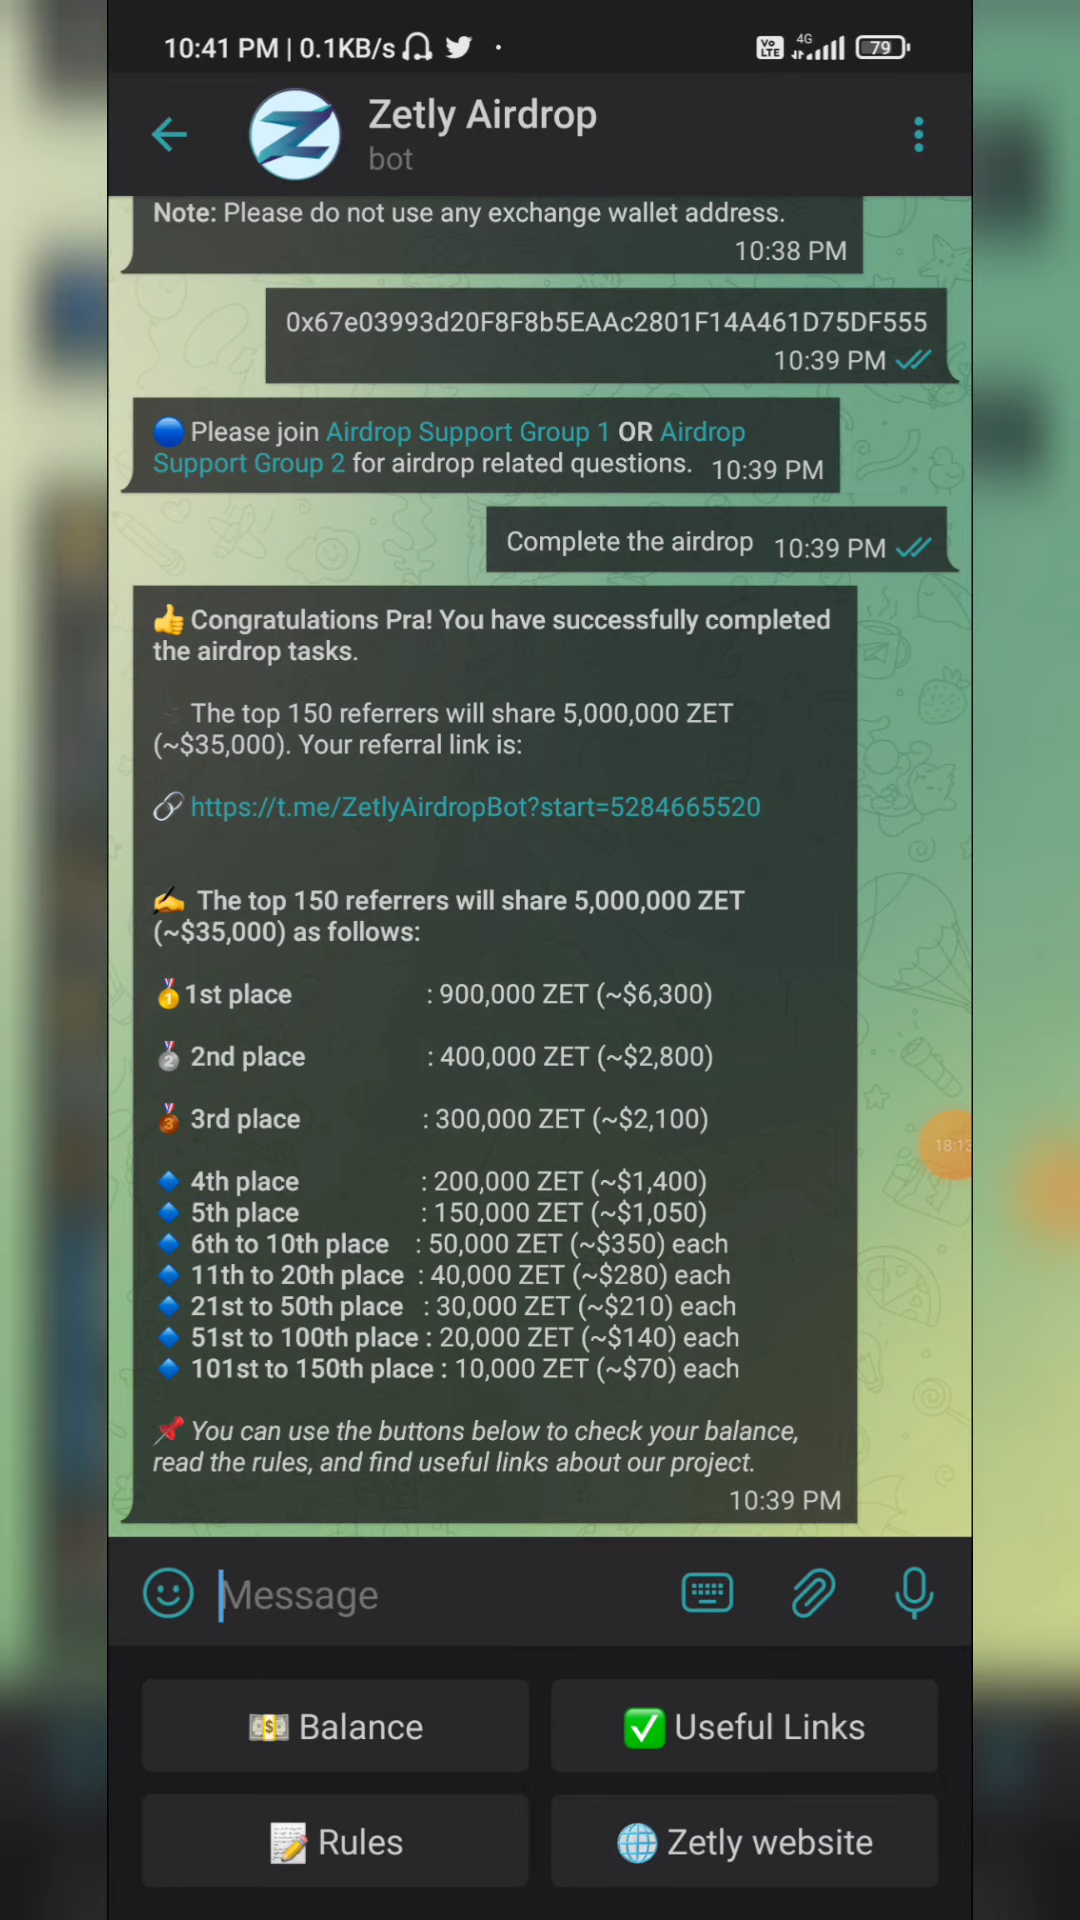 10:41 PM | 0.1KB/s
Vo LTE 4G 79
Zetly Airdrop
bot
Note: Please do not use any exchange wallet address.
10:38 PM
0x67e03993d20F8F8b5EAAc2801F14A461D75DF555
10:39 PM
🔵 Please join Airdrop Support Group 1 OR Airdrop
Support Group 2 for airdrop related questions. 10:39 PM
Complete the airdrop 10:39 PM
👍 Congratulations Pra! You have successfully completed
the airdrop tasks.
The top 150 referrers will share 5,000,000 ZET
(~$35,000). Your referral link is:
🔗 https://t.me/ZetlyAirdropBot?start=5284665520
✍️ The top 150 referrers will share 5,000,000 ZET
(~$35,000) as follows:
🥇1st place : 900,000 ZET (~$6,300)
🥈 2nd place : 400,000 ZET (~$2,800)
🥉 3rd place : 300,000 ZET (~$2,100)
🔹 4th place : 200,000 ZET (~$1,400)
🔹 5th place : 150,000 ZET (~$1,050)
🔹 6th to 10th place : 50,000 ZET (~$350) each
🔹 11th to 20th place : 40,000 ZET (~$280) each
🔹 21st to 50th place : 30,000 ZET (~$210) each
🔹 51st to 100th place : 20,000 ZET (~$140) each
🔹 101st to 150th place : 10,000 ZET (~$70) each
📌 You can use the buttons below to check your balance,
read the rules, and find useful links about our project.
10:39 PM
Message
💵 Balance
✅ Useful Links
📝 Rules
🌐 Zetly website